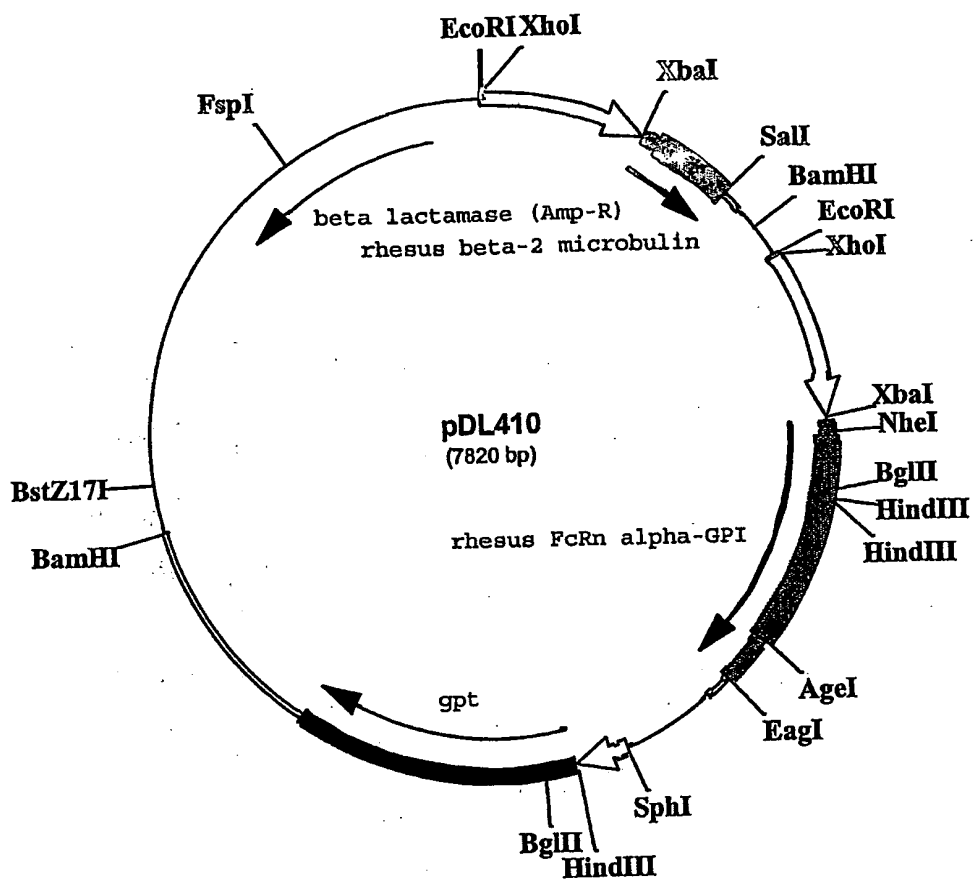 EcoRI XhoI
XbaI
FspI
SalI
BamHI
EcoRI
XhoI
beta lactamase (Amp-R)
rhesus beta-2 microbulin
pDL410
(7820 bp)
XbaI
NheI
BglII
HindIII
HindIII
BstZ17I
BamHI
rhesus FcRn alpha-GPI
AgeI
EagI
gpt
SphI
BglII
HindIII